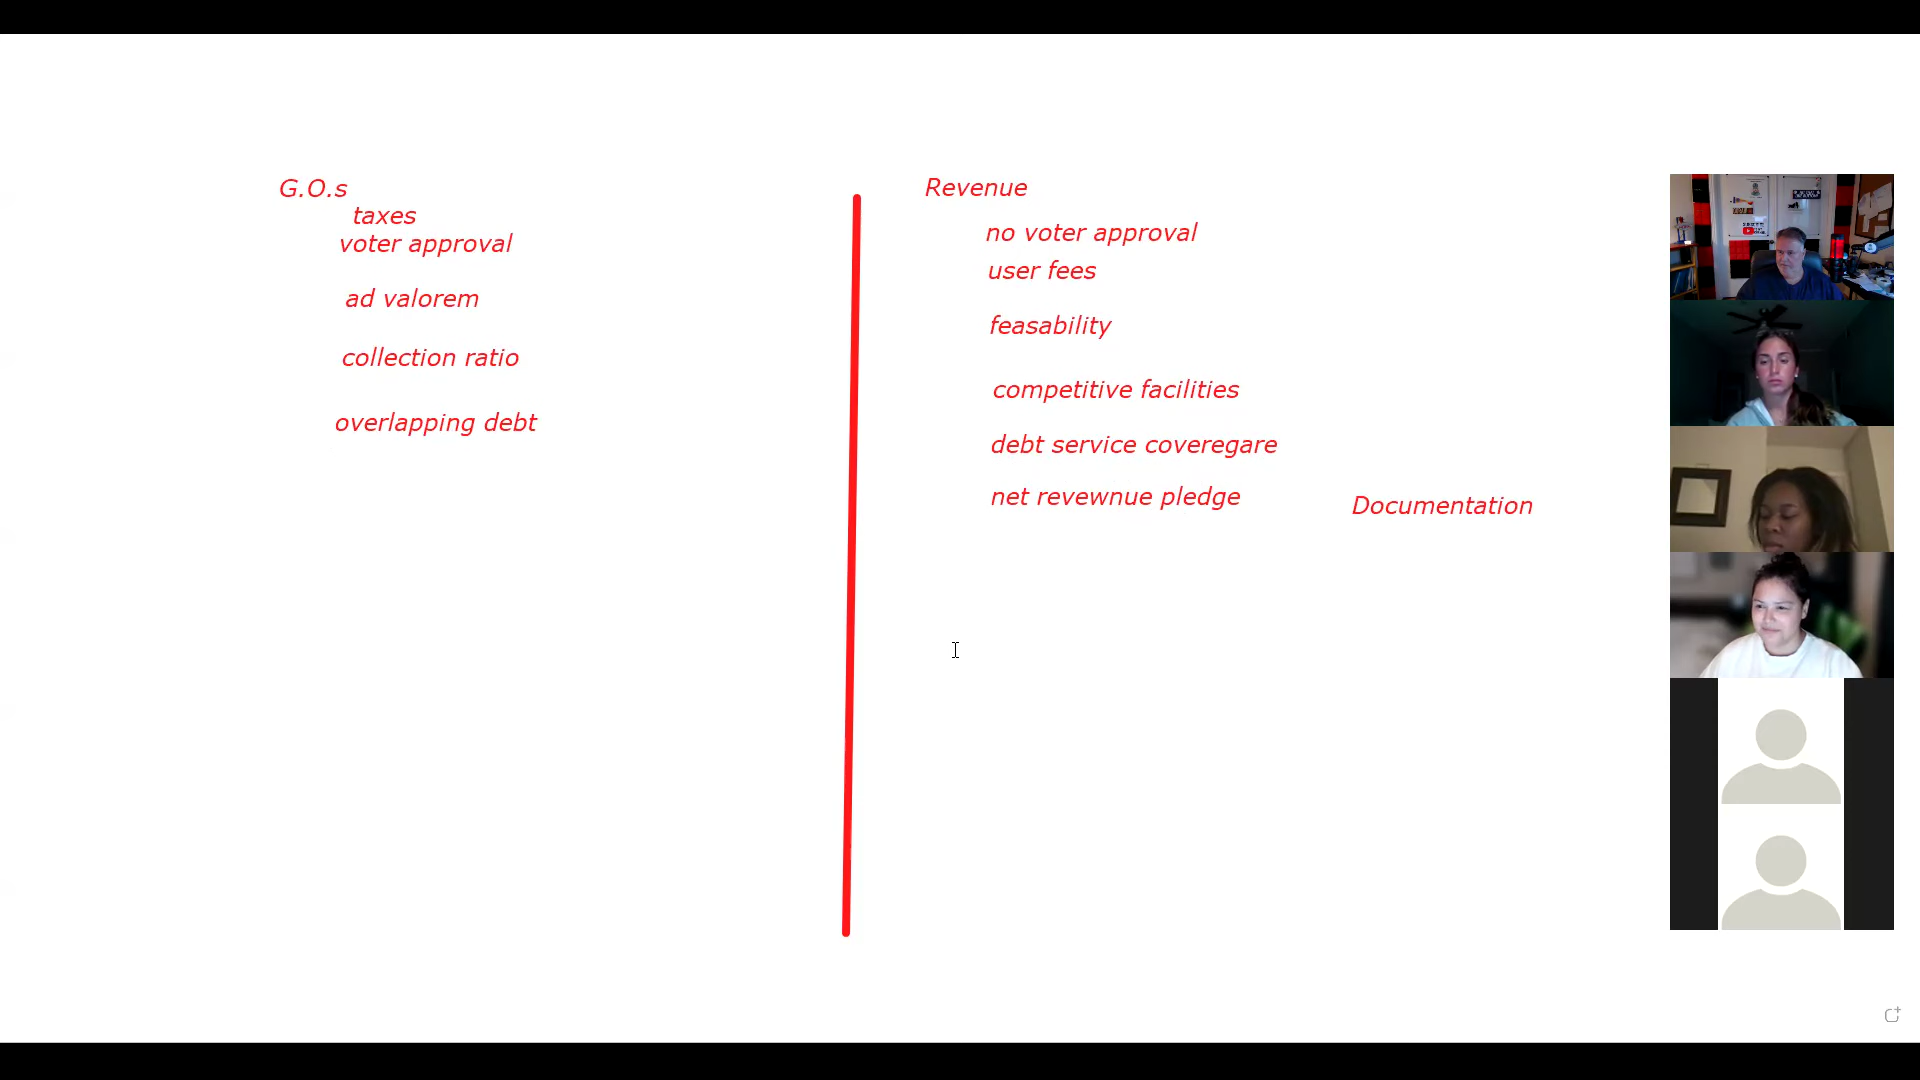 G.O.s
taxes
voter approval
ad valorem
collection ratio
overlapping debt
Revenue
no voter approval
user fees
feasability
competitive facilities
debt service coveregare
net revewnue pledge
Documentation